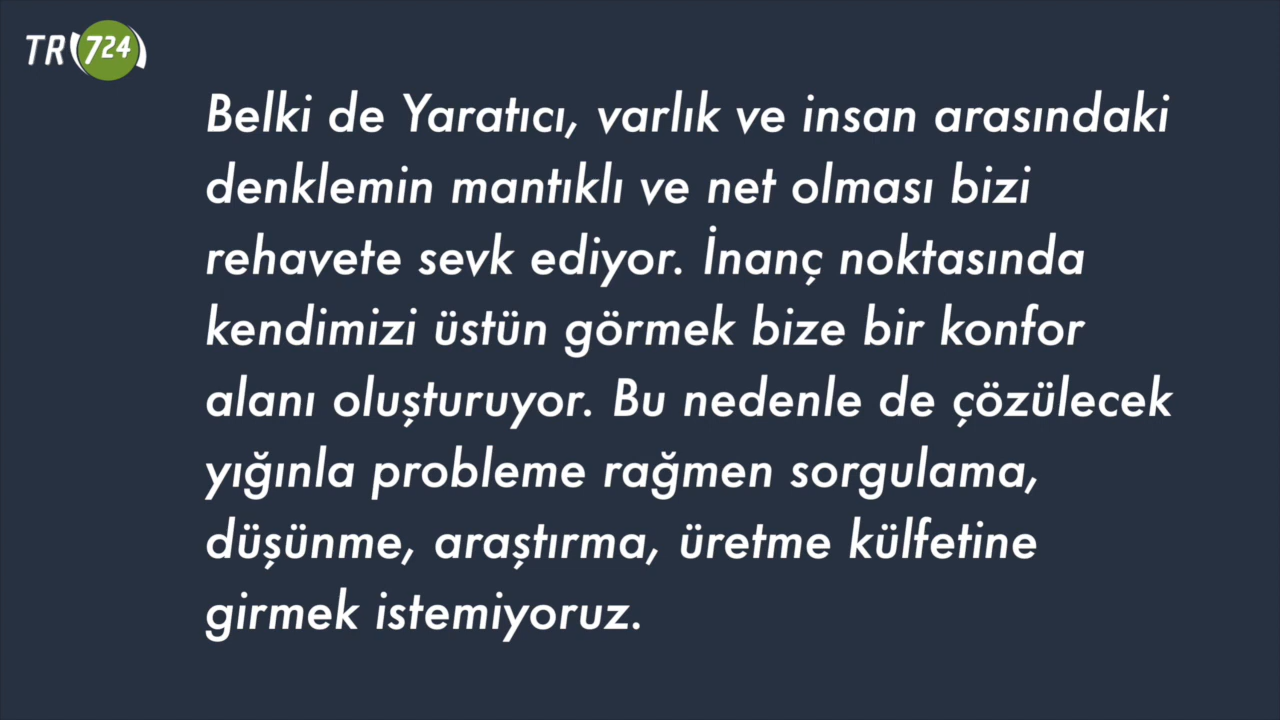 TR 724
Belki de Yaratıcı, varlık ve insan arasındaki
denklemin mantıklı ve net olması bizi
rehavete sevk ediyor. İnanç noktasında
kendimizi üstün görmek bize bir konfor
alanı oluşturuyor. Bu nedenle de çözülecek
yığınla probleme rağmen sorgulama,
düşünme, araştırma, üretme külfetine
girmek istemiyoruz.